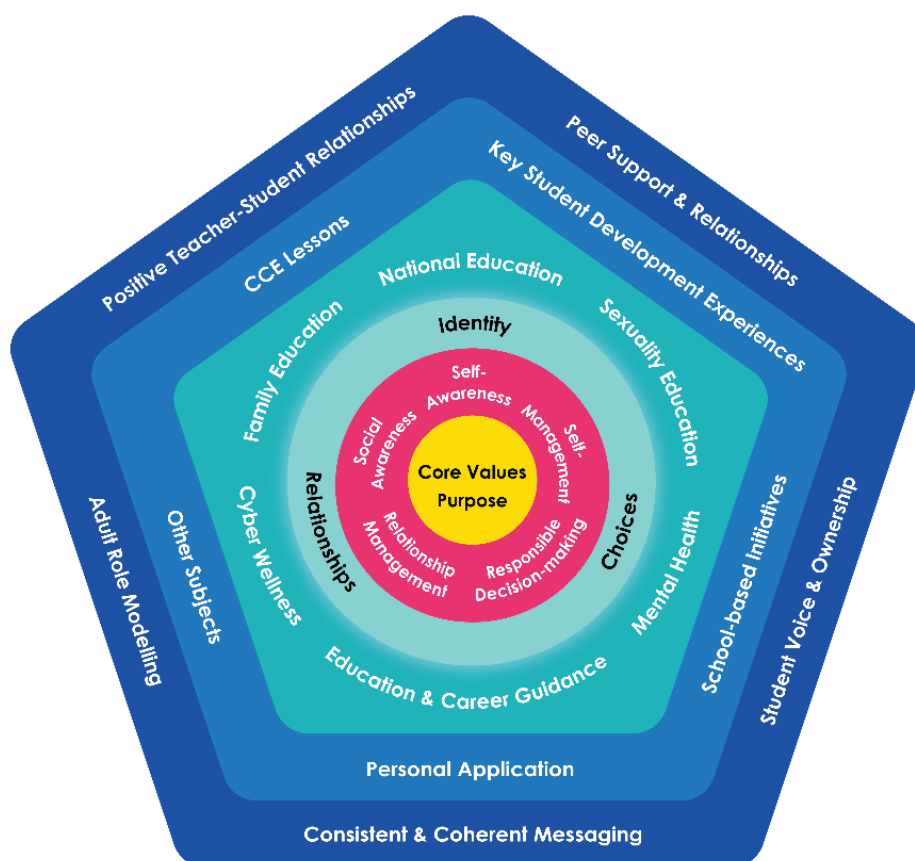 Positive Teacher-Student Relationships
Peer Support & Relationships
Student Voice & Ownership
Consistent & Coherent Messaging
Adult Role Modelling
CCE Lessons
Key Student Development Experiences
School-based Initiatives
Personal Application
Other Subjects
National Education
Sexuality Education
Mental Health
Education & Career Guidance
Cyber Wellness
Family Education
Identity
Choices
Relationships
Self-
Awareness
Self-
Management
Responsible
Decision-making
Relationship
Management
Social
Awareness
Core Values
Purpose